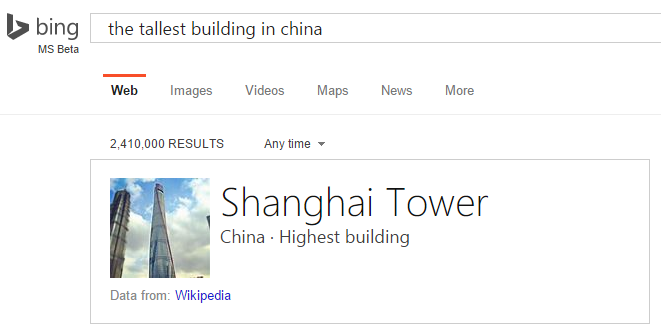 bing
the tallest building in china
MS Beta
Web Images Videos Maps News More
2,410,000 RESULTS Any time
Shanghai Tower
China · Highest building
Data from: Wikipedia